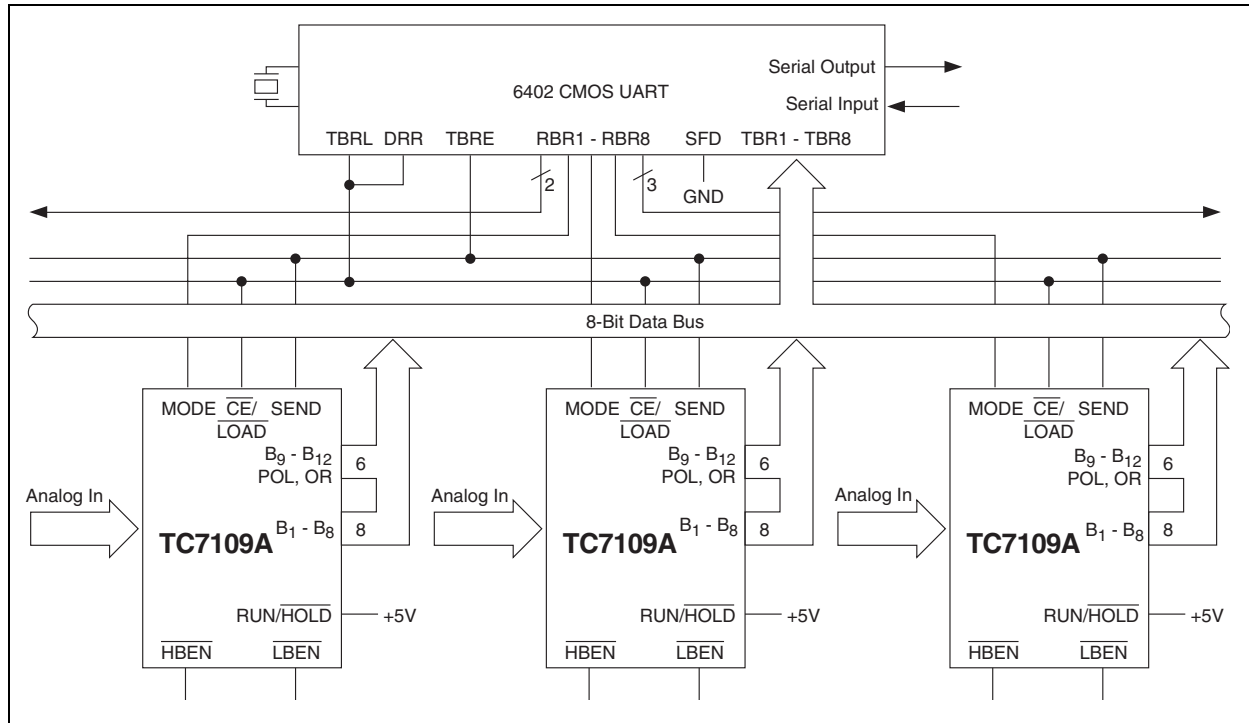 Serial Output
6402 CMOS UART
Serial Input
TBRL DRR TBRE RBR1 - RBR8 SFD TBR1 - TBR8
2 3
GND
8-Bit Data Bus
MODE CE/ SEND
LOAD
B9 - B12
POL, OR
6
Analog In
B1 - B8
8
TC7109A
RUN/HOLD
+5V
HBEN LBEN
MODE CE/ SEND
LOAD
B9 - B12
POL, OR
6
Analog In
B1 - B8
8
TC7109A
RUN/HOLD
+5V
HBEN LBEN
MODE CE/ SEND
LOAD
B9 - B12
POL, OR
6
Analog In
B1 - B8
8
TC7109A
RUN/HOLD
+5V
HBEN LBEN